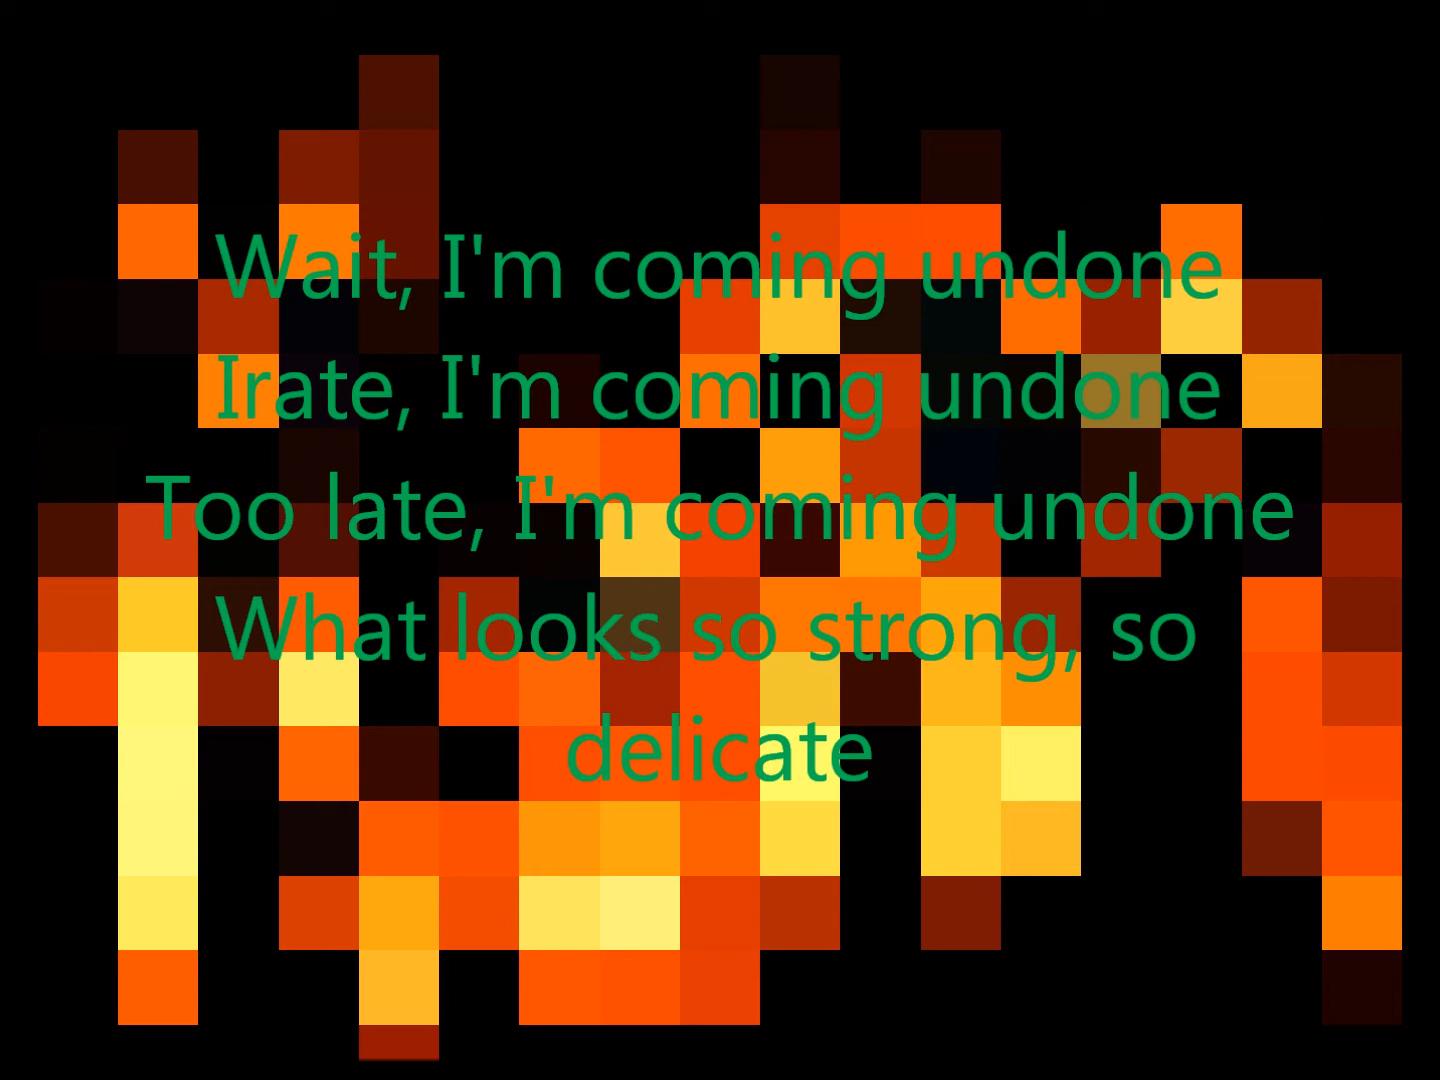 Wait, I'm coming undone
Irate, I'm coming undone
Too late, I'm coming undone
What looks so strong, so
delicate